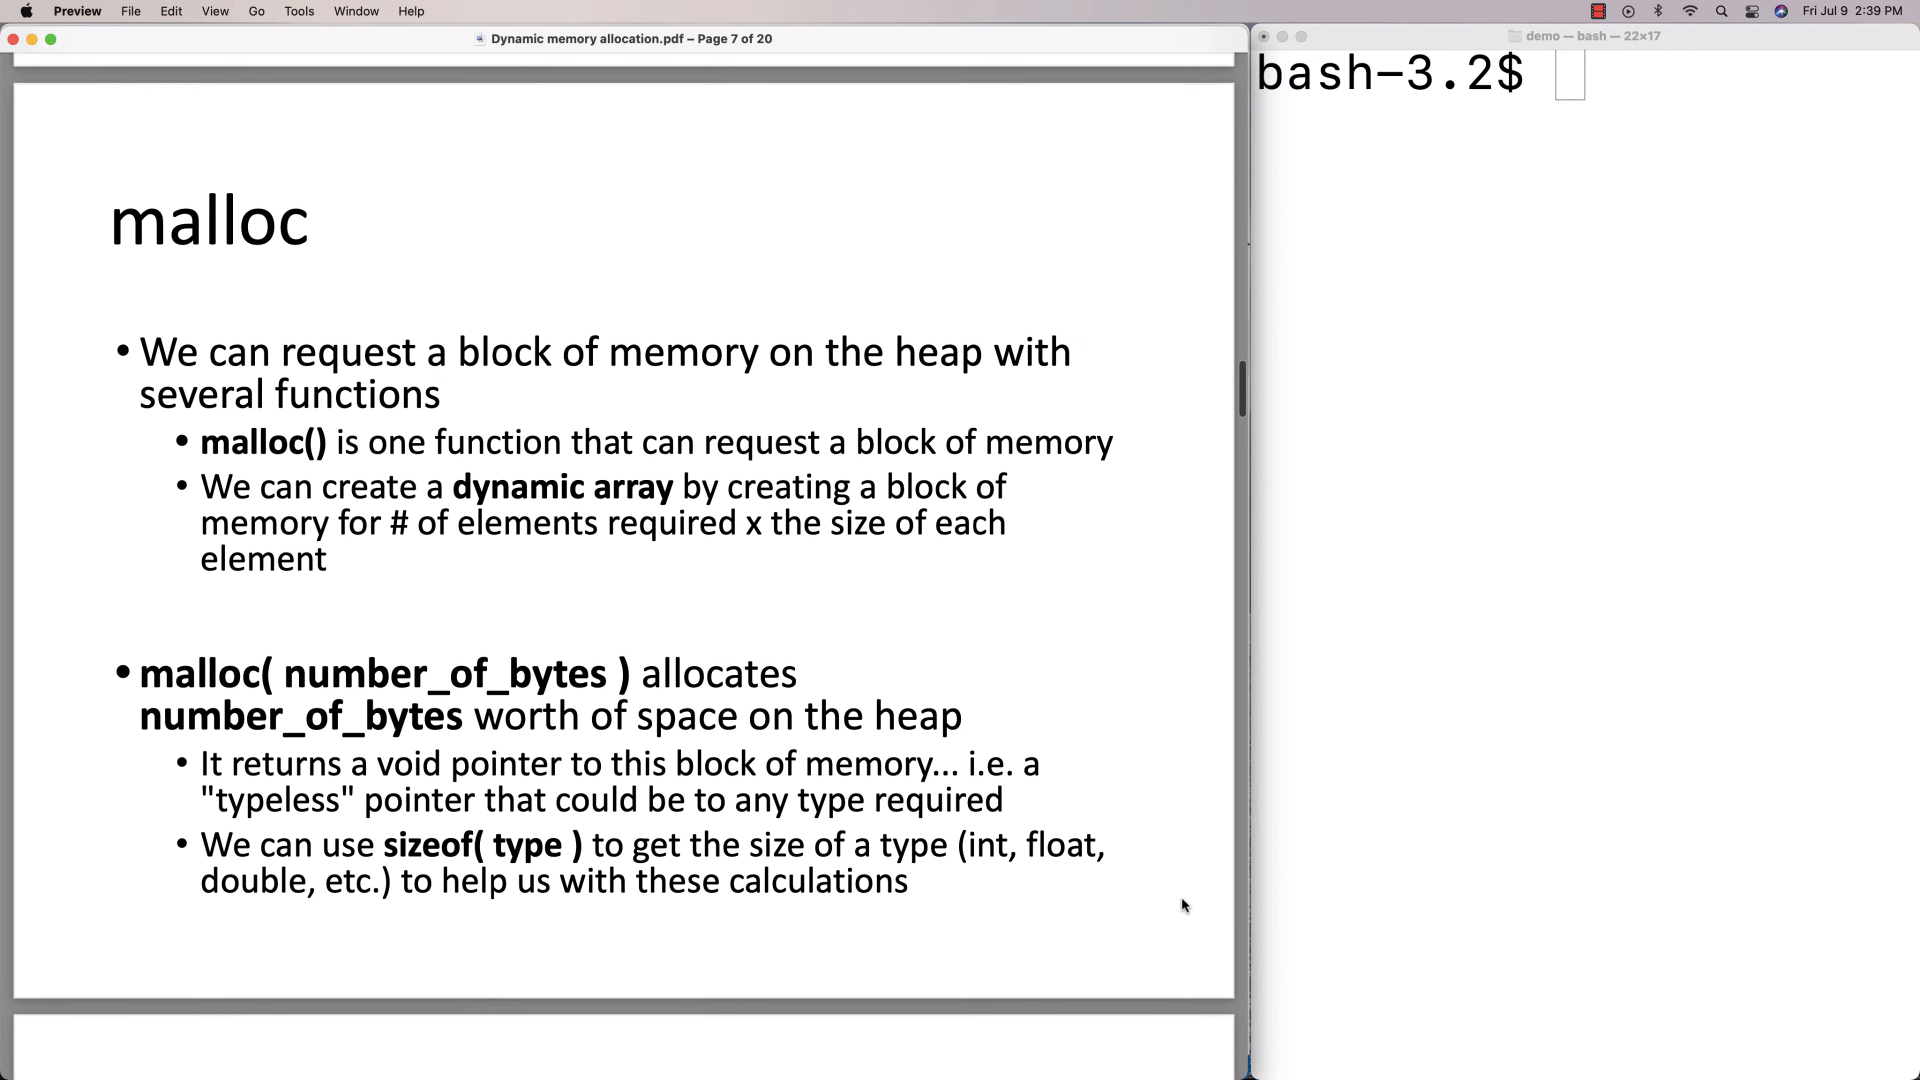 Preview File Edit View Go Tools Window Help Fri Jul 9 2:39 PM
Dynamic memory allocation.pdf – Page 7 of 20
demo — bash — 22×17
bash-3.2$
malloc
• We can request a block of memory on the heap with
several functions
• malloc() is one function that can request a block of memory
• We can create a dynamic array by creating a block of
memory for # of elements required x the size of each
element
• malloc( number_of_bytes ) allocates
number_of_bytes worth of space on the heap
• It returns a void pointer to this block of memory... i.e. a
"typeless" pointer that could be to any type required
• We can use sizeof( type ) to get the size of a type (int, float,
double, etc.) to help us with these calculations